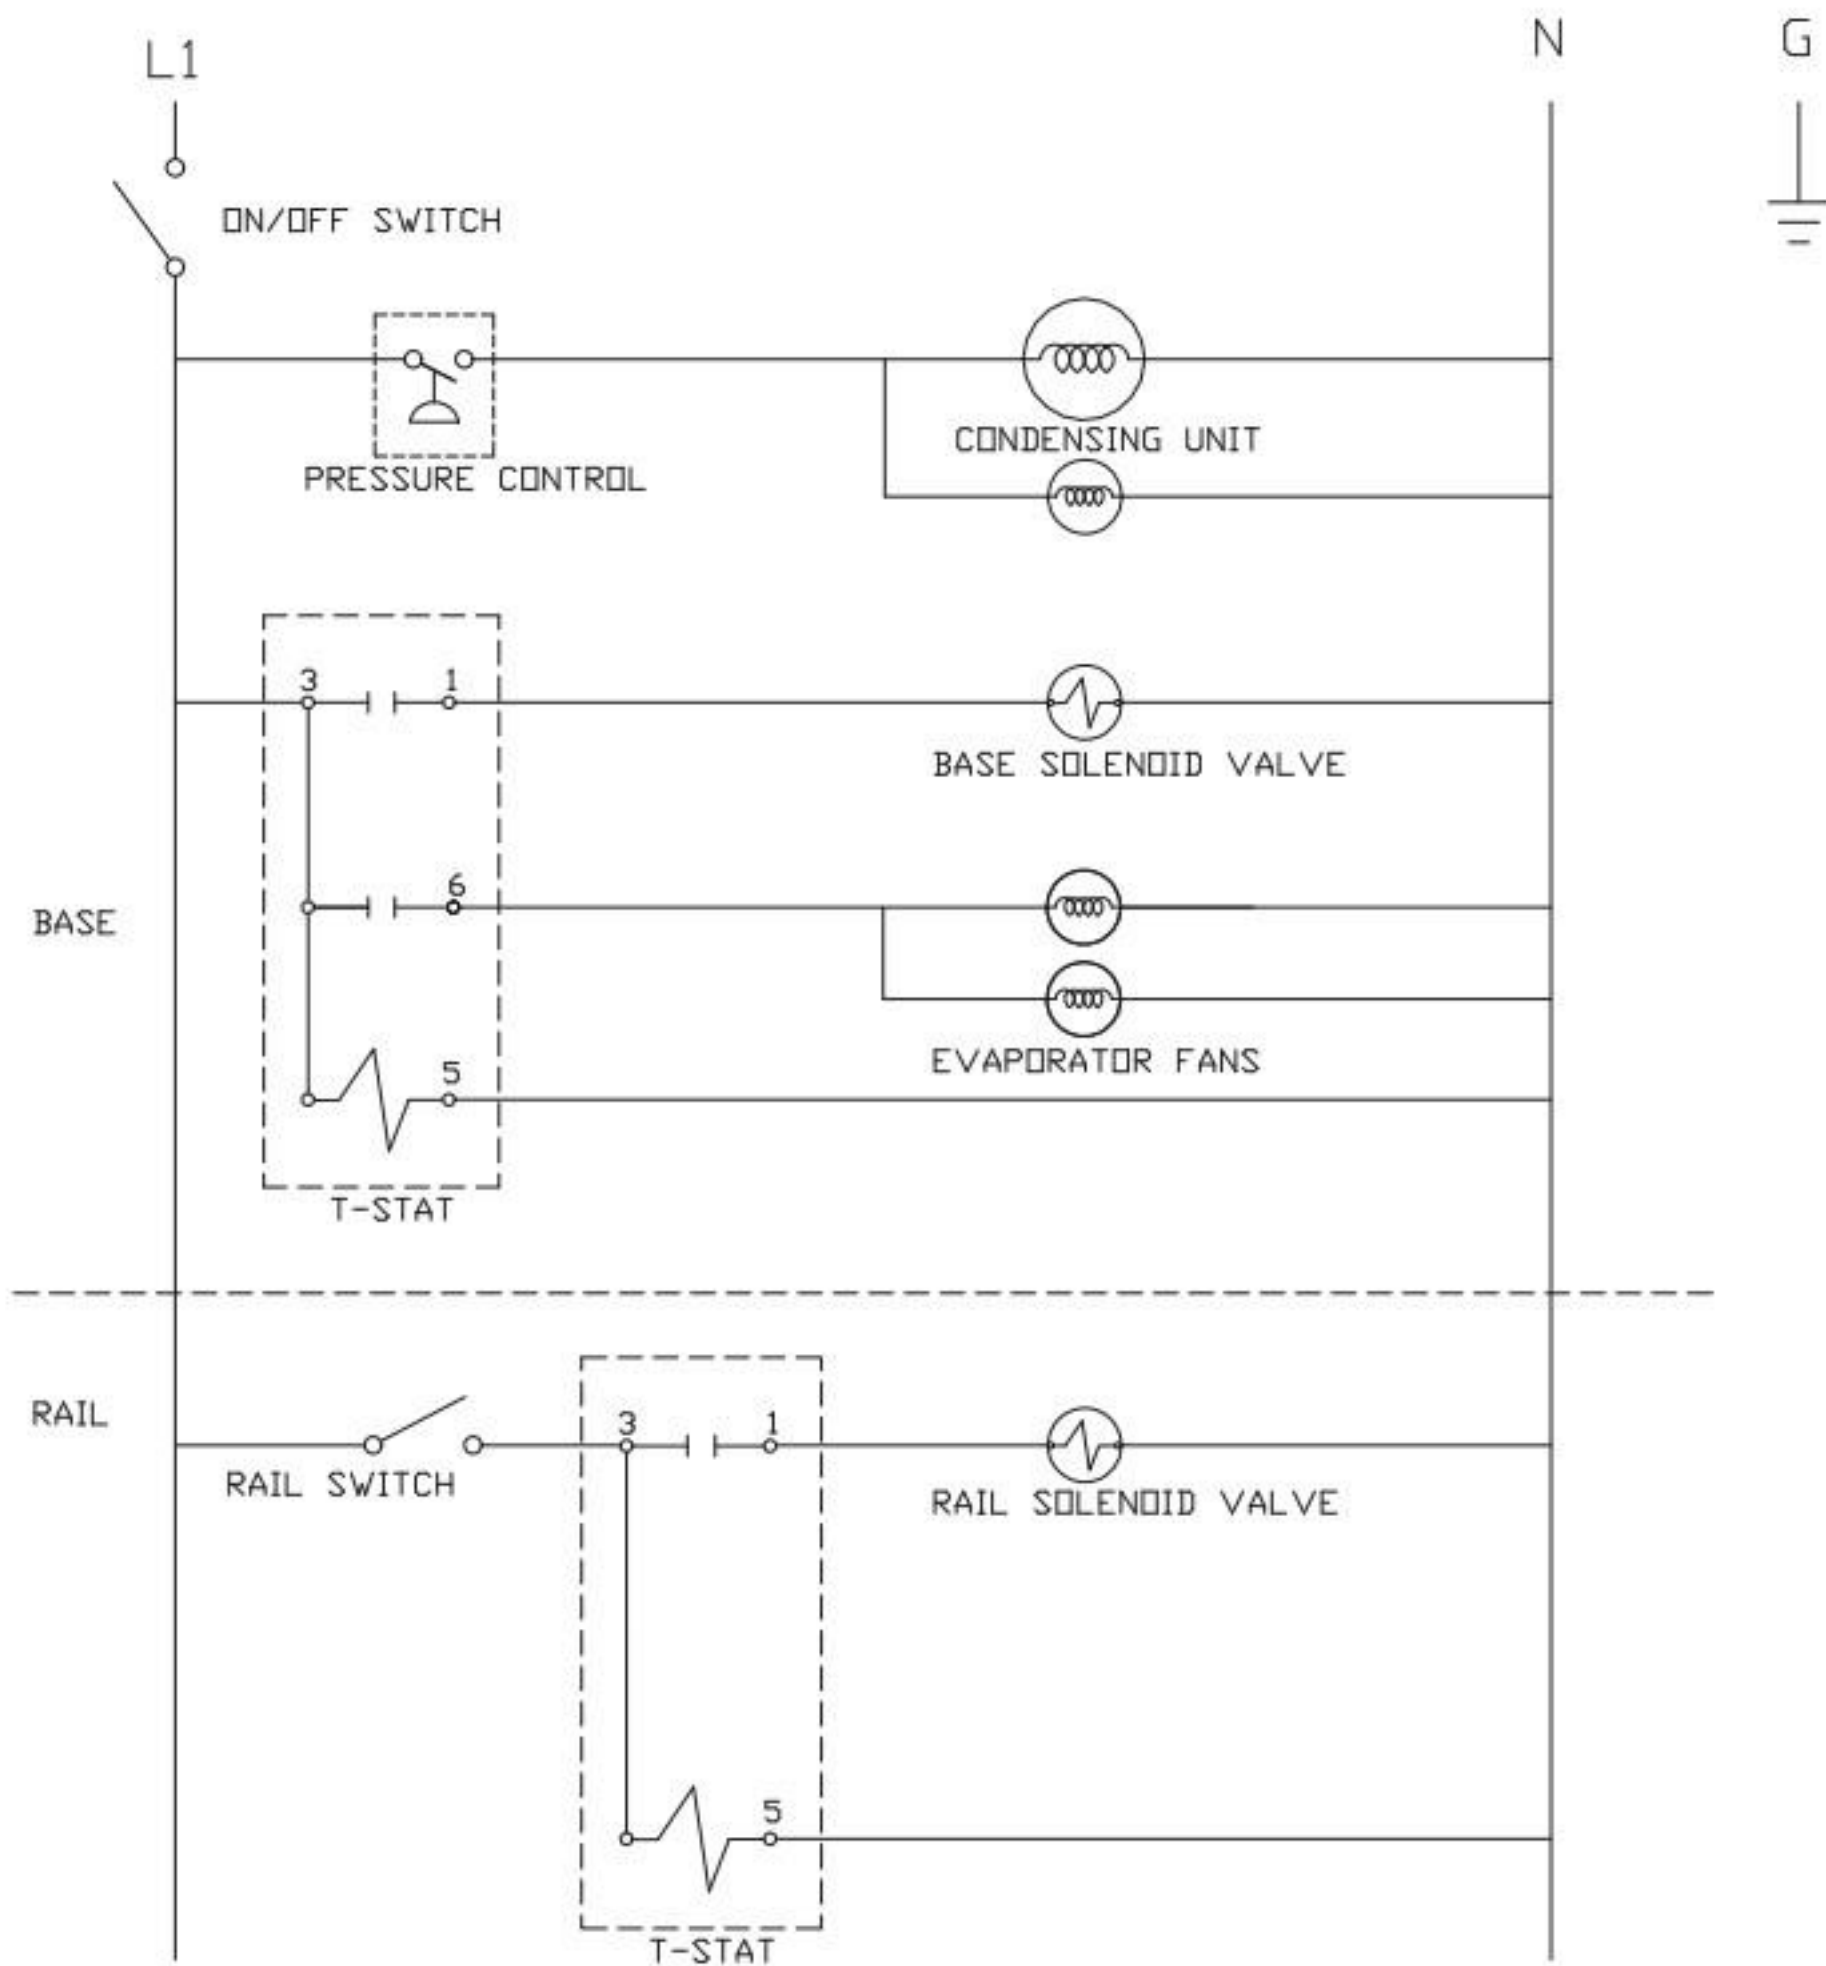 L1
N
G
ON/OFF SWITCH
CONDENSING UNIT
PRESSURE CONTROL
3
1
BASE SOLENOID VALVE
6
BASE
EVAPORATOR FANS
5
T-STAT
RAIL
3
1
RAIL SWITCH
RAIL SOLENOID VALVE
5
T-STAT